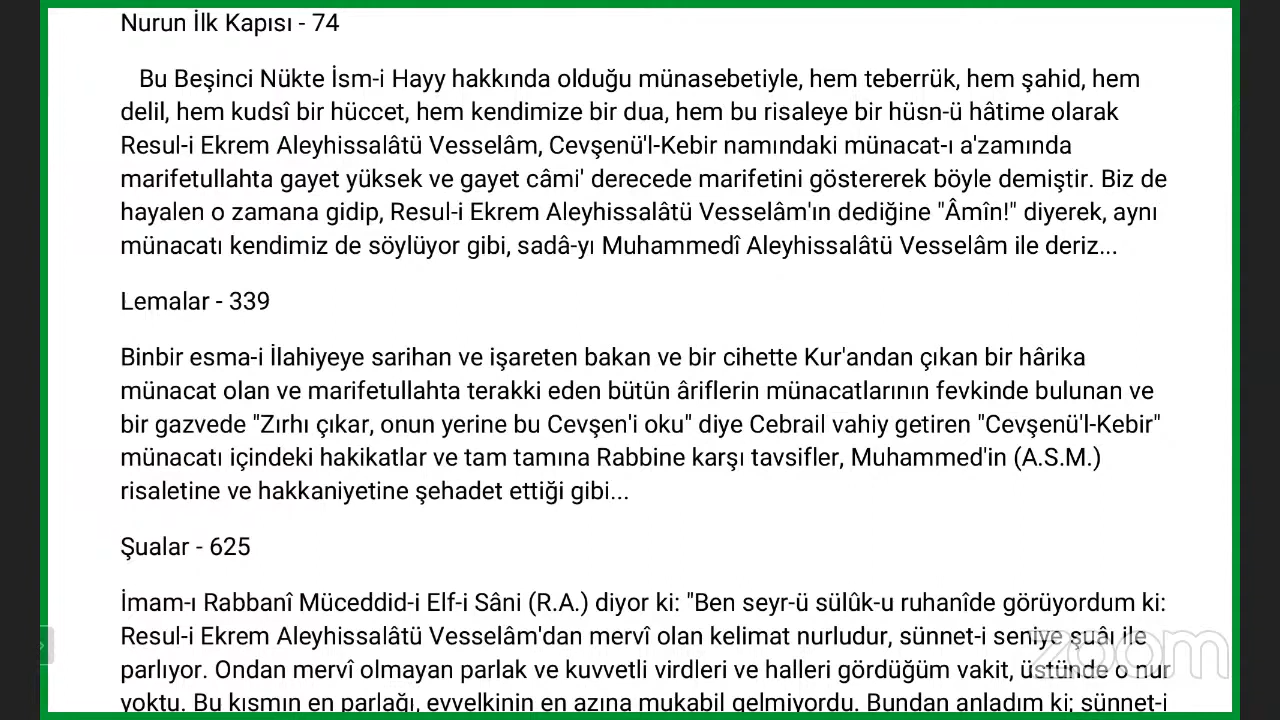 Nurun İlk Kapısı - 74
Bu Beşinci Nükte İsm-i Hayy hakkında olduğu münasebetiyle, hem teberrük, hem şahid, hem
delil, hem kudsî bir hüccet, hem kendimize bir dua, hem bu risaleye bir hüsn-ü hâtime olarak
Resul-i Ekrem Aleyhissalâtü Vesselâm, Cevşenü'l-Kebir namındaki münacat-ı a'zamında
marifetullahta gayet yüksek ve gayet câmi' derecede marifetini göstererek böyle demiştir. Biz de
hayalen o zamana gidip, Resul-i Ekrem Aleyhissalâtü Vesselâm'ın dediğine "Âmîn!" diyerek, aynı
münacatı kendimiz de söylüyor gibi, sadâ-yı Muhammedî Aleyhissalâtü Vesselâm ile deriz...
Lemalar - 339
Binbir esma-i İlahiyeye sarihan ve işareten bakan ve bir cihette Kur'andan çıkan bir hârika
münacat olan ve marifetullahta terakki eden bütün âriflerin münacatlarının fevkinde bulunan ve
bir gazvede "Zırhı çıkar, onun yerine bu Cevşen'i oku" diye Cebrail vahiy getiren "Cevşenü'l-Kebir"
münacatı içindeki hakikatlar ve tam tamına Rabbine karşı tavsifler, Muhammed'in (A.S.M.)
risaletine ve hakkaniyetine şehadet ettiği gibi...
Şualar - 625
İmam-ı Rabbanî Müceddid-i Elf-i Sâni (R.A.) diyor ki: "Ben seyr-ü sülûk-u ruhanîde görüyordum ki:
Resul-i Ekrem Aleyhissalâtü Vesselâm'dan mervî olan kelimat nurludur, sünnet-i seniye şuâı ile
parlıyor. Ondan mervî olmayan parlak ve kuvvetli virdleri ve halleri gördüğüm vakit, üstünde o nur
yoktu. Bu kısmın en parlağı, evvelkinin en azına mukabil gelmiyordu. Bundan anladım ki; sünnet-i
zoom